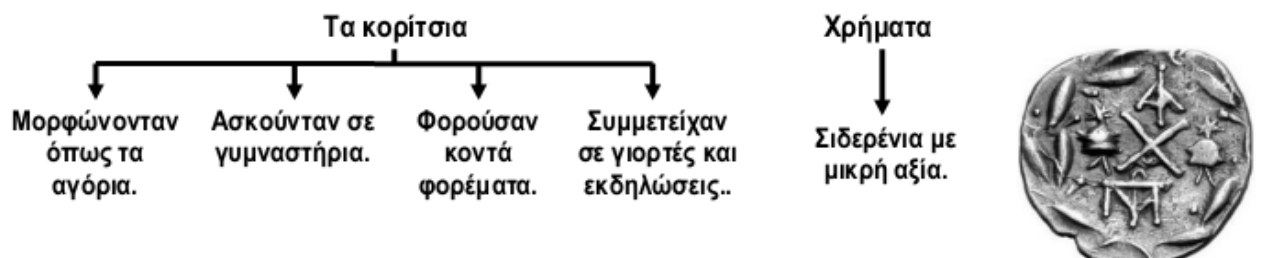 Τα κορίτσια
Μορφώνονταν
όπως τα
αγόρια.
Ασκούνταν σε
γυμναστήρια.
Φορούσαν
κοντά
φορέματα.
Συμμετείχαν
σε γιορτές και
εκδηλώσεις..
Χρήματα
Σιδερένια με
μικρή αξία.